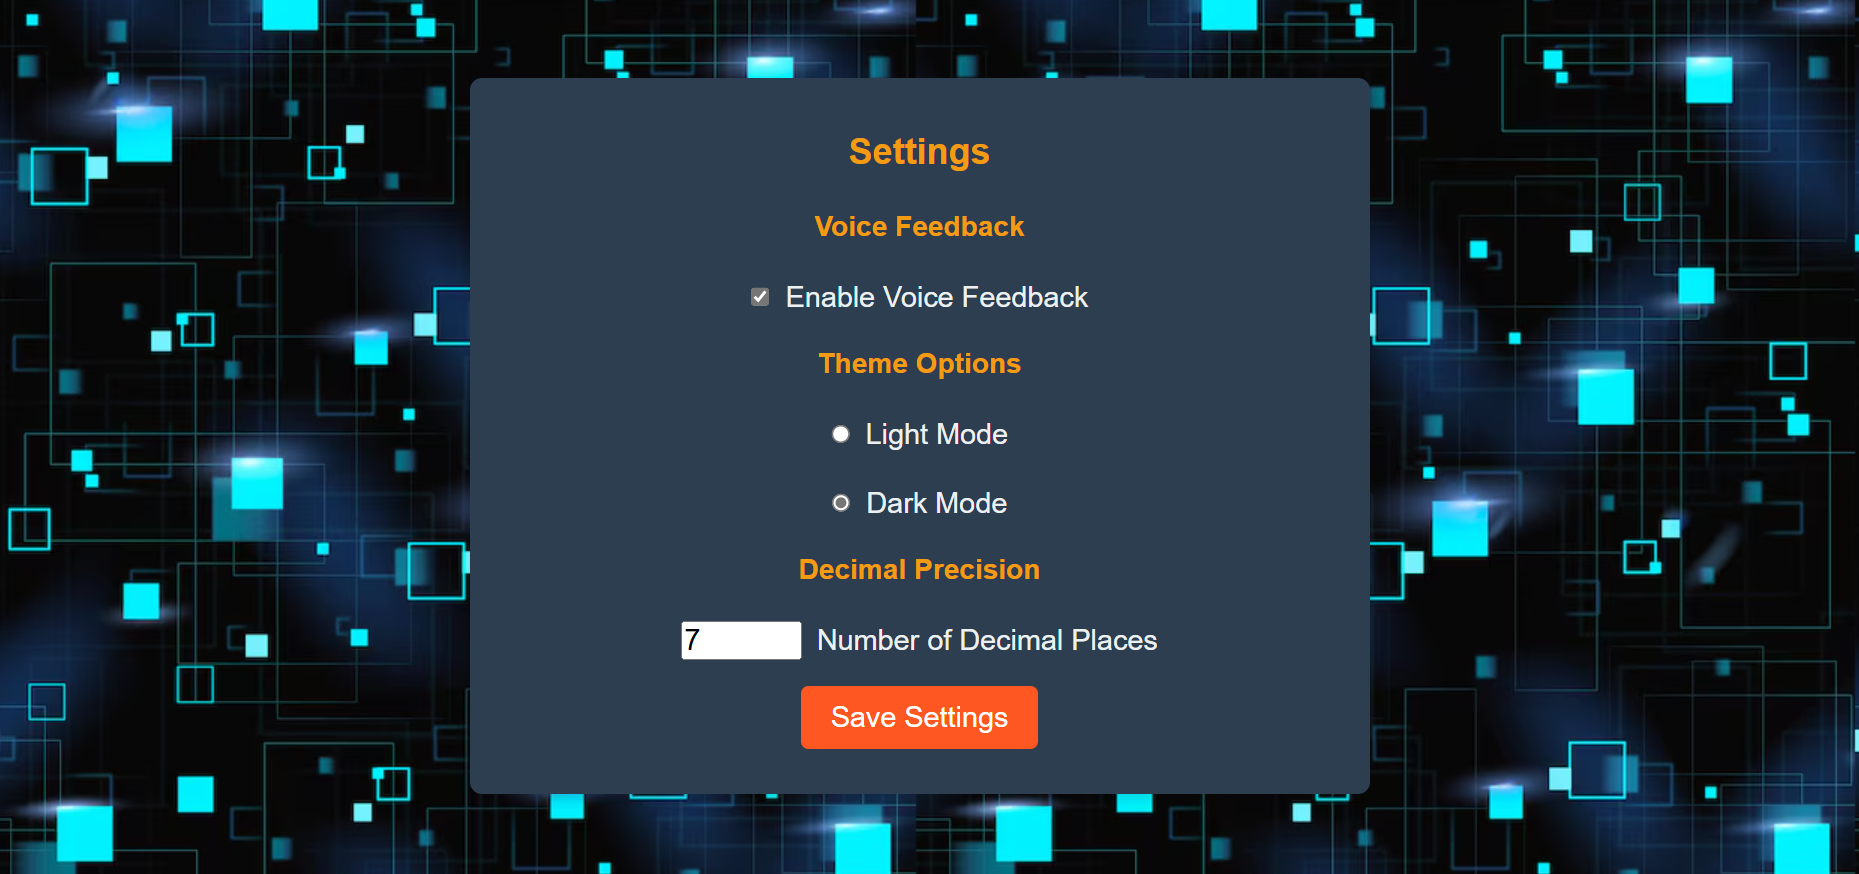 Settings
Voice Feedback
Enable Voice Feedback
Theme Options
Light Mode
Dark Mode
Decimal Precision
7 Number of Decimal Places
Save Settings